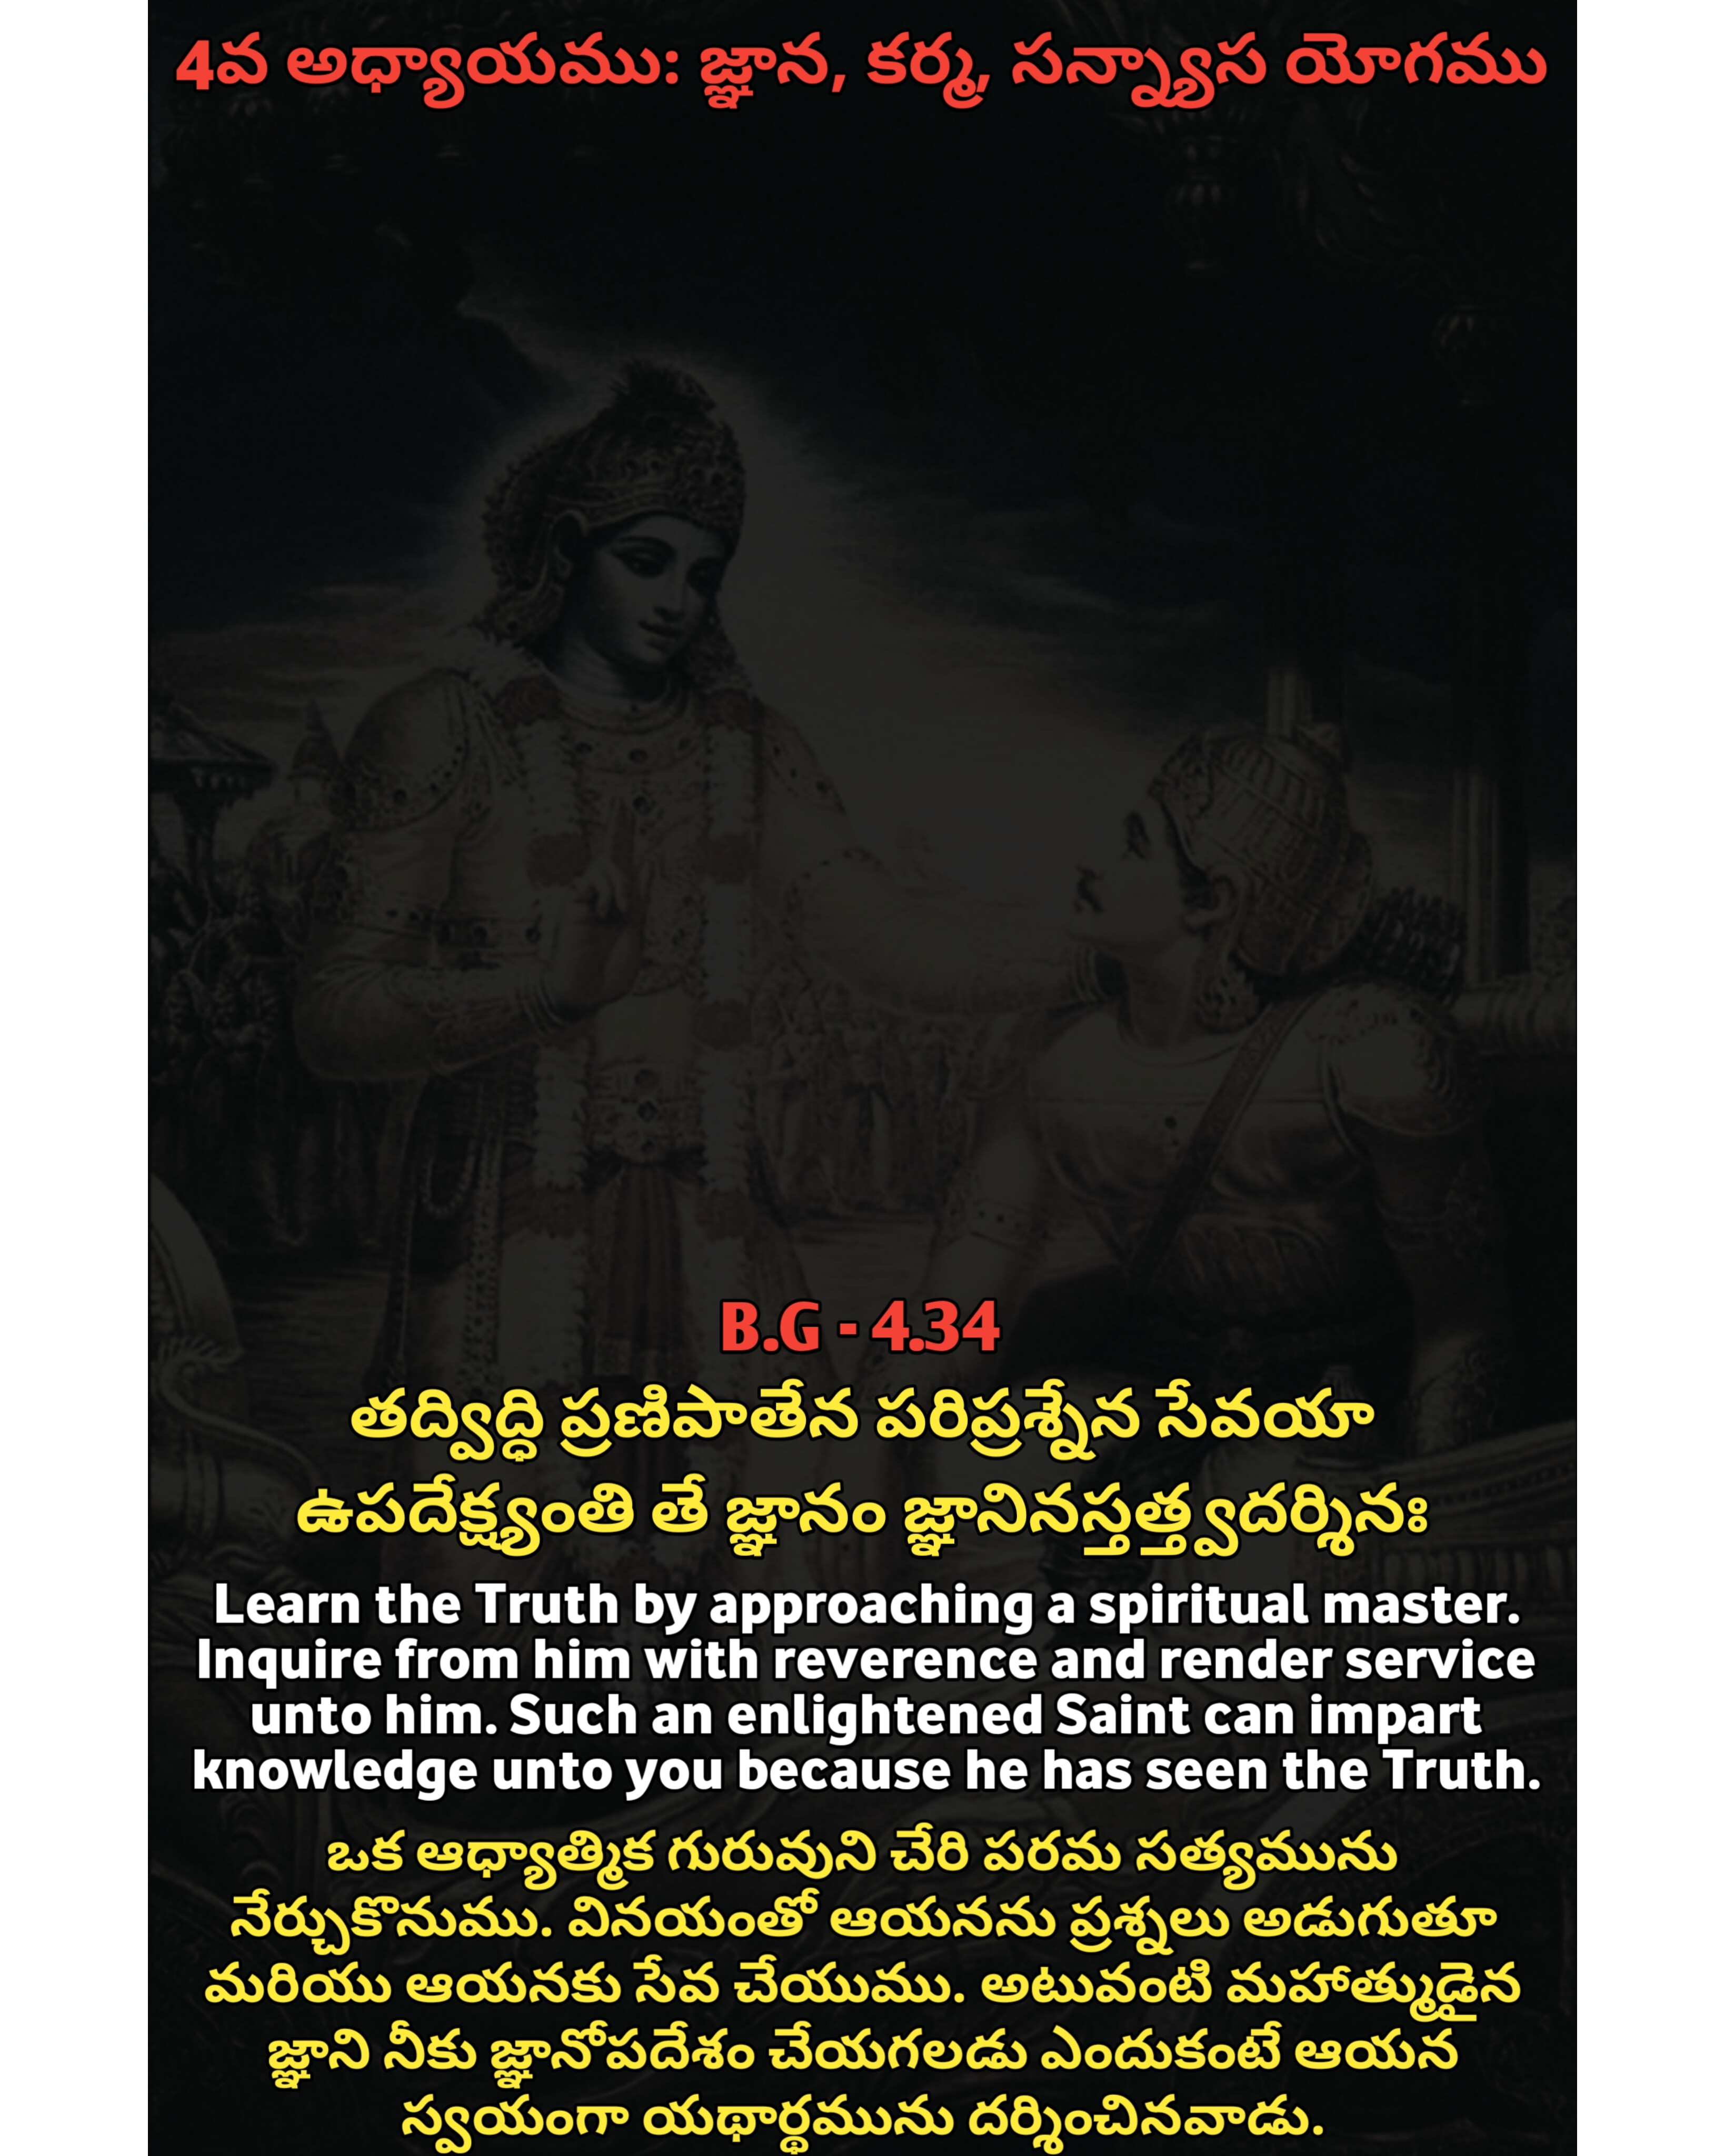 4వ అధ్యాయము: జ్ఞాన, కర్మ, సన్న్యాస యోగము
B.G - 4.34
తద్విద్ధి ప్రణిపాతేన పరిప్రశ్నేన సేవయా
ఉపదేక్ష్యంతి తే జ్ఞానం జ్ఞానినస్తత్త్వదర్శినః
Learn the Truth by approaching a spiritual master.
Inquire from him with reverence and render service
unto him. Such an enlightened Saint can impart
knowledge unto you because he has seen the Truth.
ఒక ఆధ్యాత్మిక గురువుని చేరి పరమ సత్యమును
నేర్చుకొనుము. వినయంతో ఆయనను ప్రశ్నలు అడుగుతూ
మరియు ఆయనకు సేవ చేయుము. అటువంటి మహాత్ముడైన
జ్ఞాని నీకు జ్ఞానోపదేశం చేయగలడు ఎందుకంటే ఆయన
స్వయంగా యథార్థమును దర్శించినవాడు.